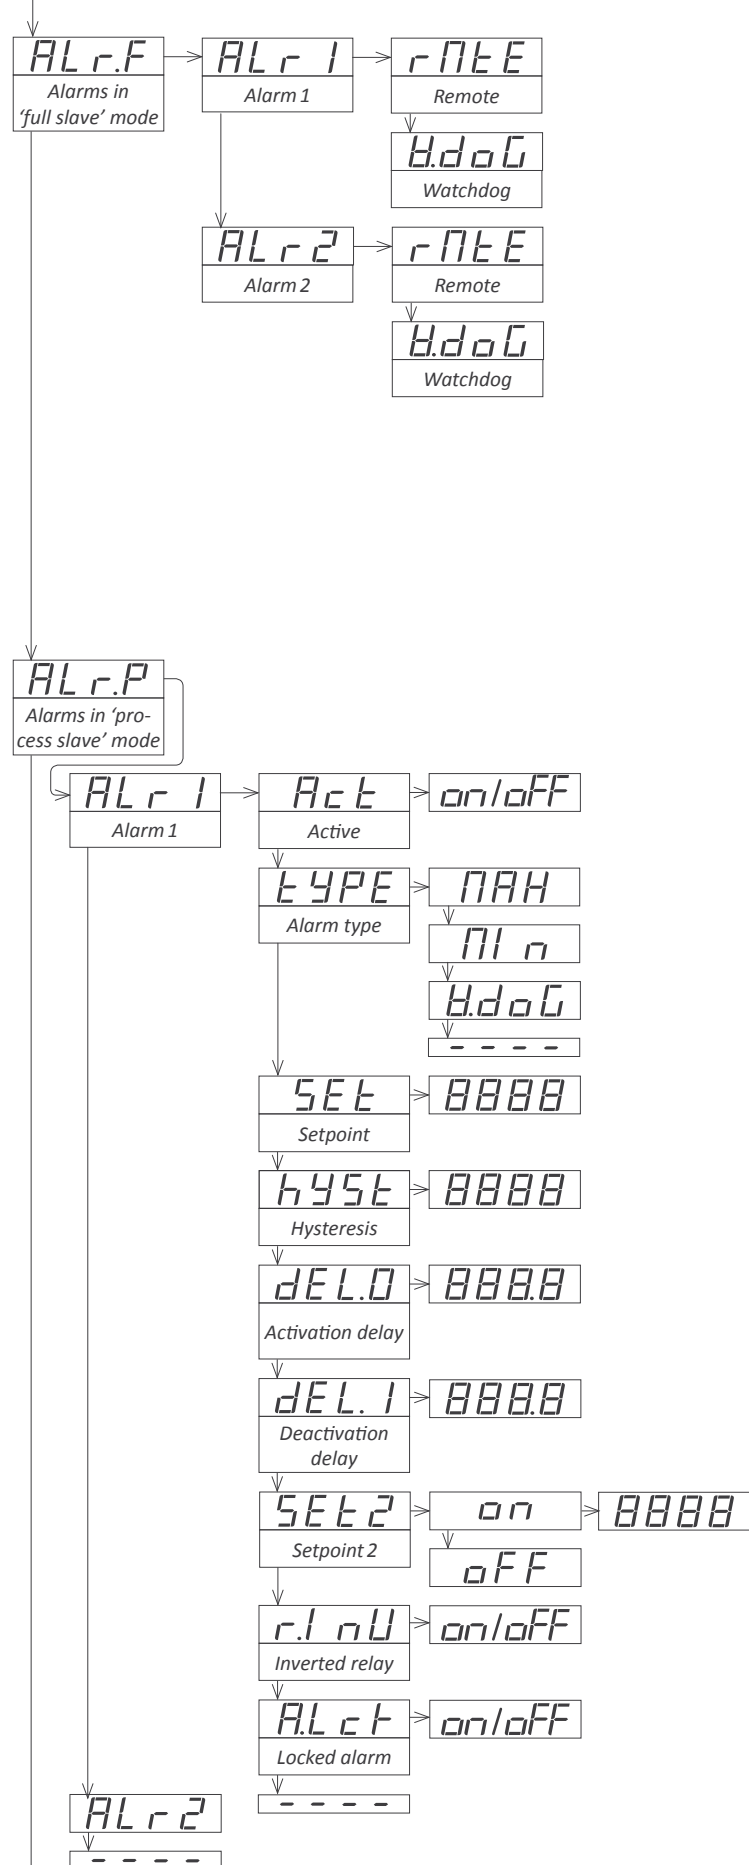 ALr.F
Alarms in
‘full slave’ mode
ALr 1
Alarm 1
rMtE
Remote
W.doG
Watchdog
ALr2
Alarm 2
rMtE
Remote
W.doG
Watchdog
ALr.P
Alarms in ‘pro-
cess slave’ mode
ALr 1
Alarm 1
Act
Active
on/oFF
tYPE
Alarm type
MAH
MI n
W.doG
- - - -
SEt
Setpoint
8888
hYSt
Hysteresis
8888
dEL.0
Activation delay
888.8
dEL. 1
Deactivation
delay
888.8
SEt2
Setpoint 2
on
8888
oFF
r.I nU
Inverted relay
on/oFF
A.Lct
Locked alarm
on/oFF
- - - -
ALr2
- - - -